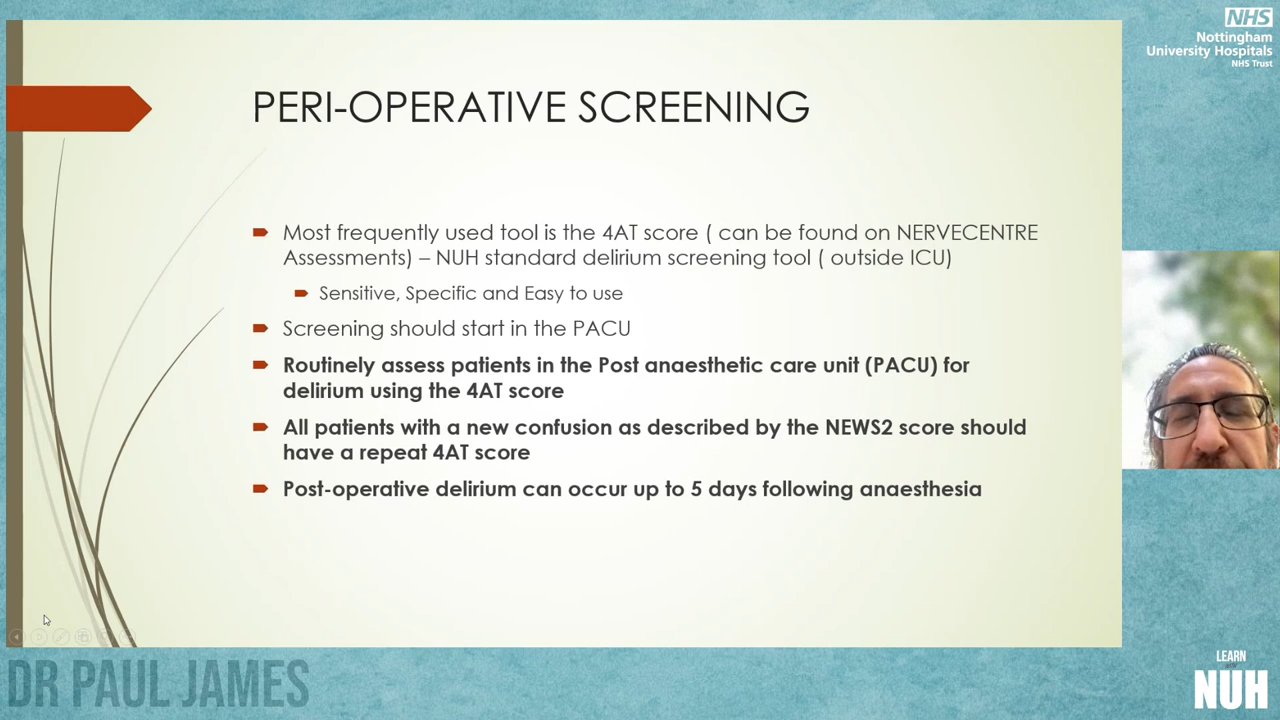 NHS
Nottingham
University Hospitals
NHS Trust
PERI-OPERATIVE SCREENING
Most frequently used tool is the 4AT score ( can be found on NERVECENTRE
Assessments) – NUH standard delirium screening tool ( outside ICU)
Sensitive, Specific and Easy to use
Screening should start in the PACU
Routinely assess patients in the Post anaesthetic care unit (PACU) for
delirium using the 4AT score
All patients with a new confusion as described by the NEWS2 score should
have a repeat 4AT score
Post-operative delirium can occur up to 5 days following anaesthesia
DR PAUL JAMES
LEARN
NUH